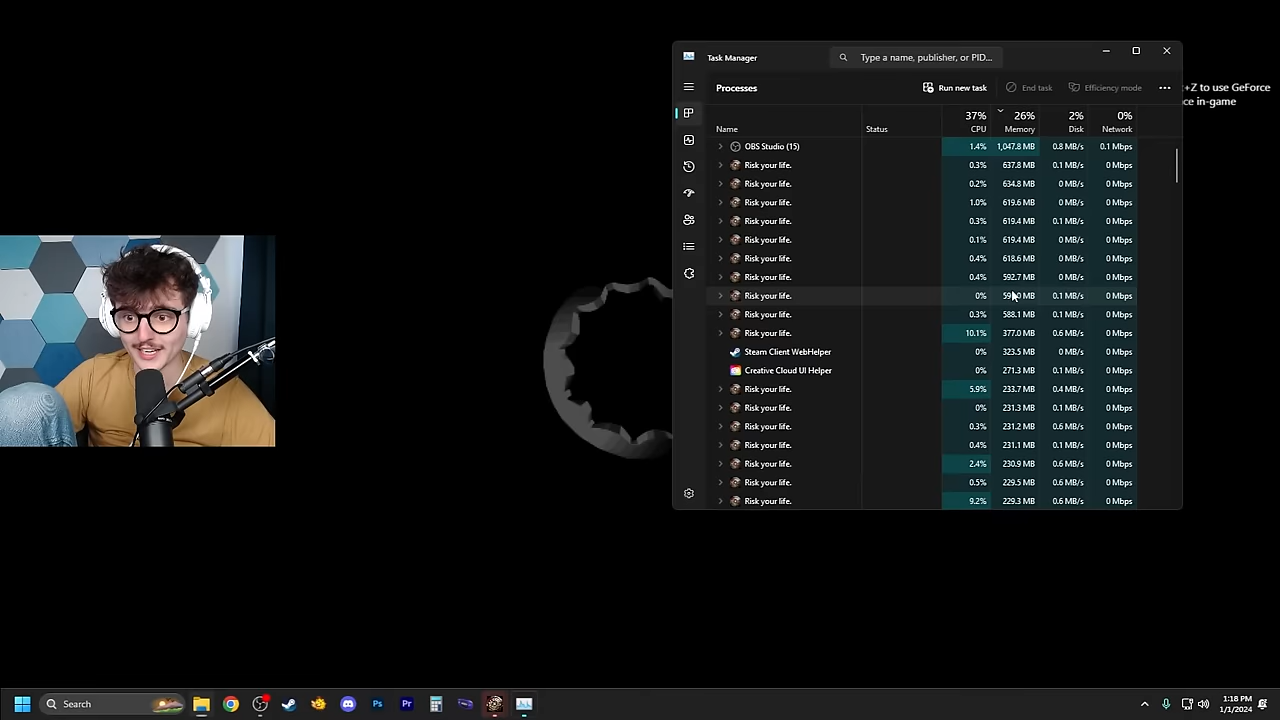 Task Manager
Type a name, publisher, or PID...
+Z to use GeForce
ce in-game
Processes
Run new task
End task
Efficiency mode
37% 26% 2% 0%
Name Status CPU Memory Disk Network
OBS Studio (15) 1.4% 1,047.8 MB 0.8 MB/s 0.1 Mbps
Risk your life. 0.3% 637.8 MB 0.1 MB/s 0 Mbps
Risk your life. 0.2% 634.8 MB 0 MB/s 0 Mbps
Risk your life. 1.0% 619.6 MB 0 MB/s 0 Mbps
Risk your life. 0.3% 619.4 MB 0.1 MB/s 0 Mbps
Risk your life. 0.1% 619.4 MB 0 MB/s 0 Mbps
Risk your life. 0.4% 618.6 MB 0 MB/s 0 Mbps
Risk your life. 0.4% 592.7 MB 0 MB/s 0 Mbps
Risk your life. 0% MB 0.1 MB/s 0 Mbps
Risk your life. 0.3% 588.1 MB 0.1 MB/s 0 Mbps
Risk your life. 10.1% 377.0 MB 0.6 MB/s 0 Mbps
Steam Client WebHelper 0% 323.5 MB 0 MB/s 0 Mbps
Creative Cloud UI Helper 0% 271.3 MB 0.1 MB/s 0 Mbps
Risk your life. 5.9% 233.7 MB 0.4 MB/s 0 Mbps
Risk your life. 0% 231.3 MB 0.1 MB/s 0 Mbps
Risk your life. 0.3% 231.2 MB 0.6 MB/s 0 Mbps
Risk your life. 0.4% 231.1 MB 0.1 MB/s 0 Mbps
Risk your life. 2.4% 230.9 MB 0.6 MB/s 0 Mbps
Risk your life. 0.5% 229.5 MB 0.6 MB/s 0 Mbps
Risk your life. 9.2% 229.3 MB 0.6 MB/s 0 Mbps
Search
Ps
Pr
1:18 PM
1/1/2024